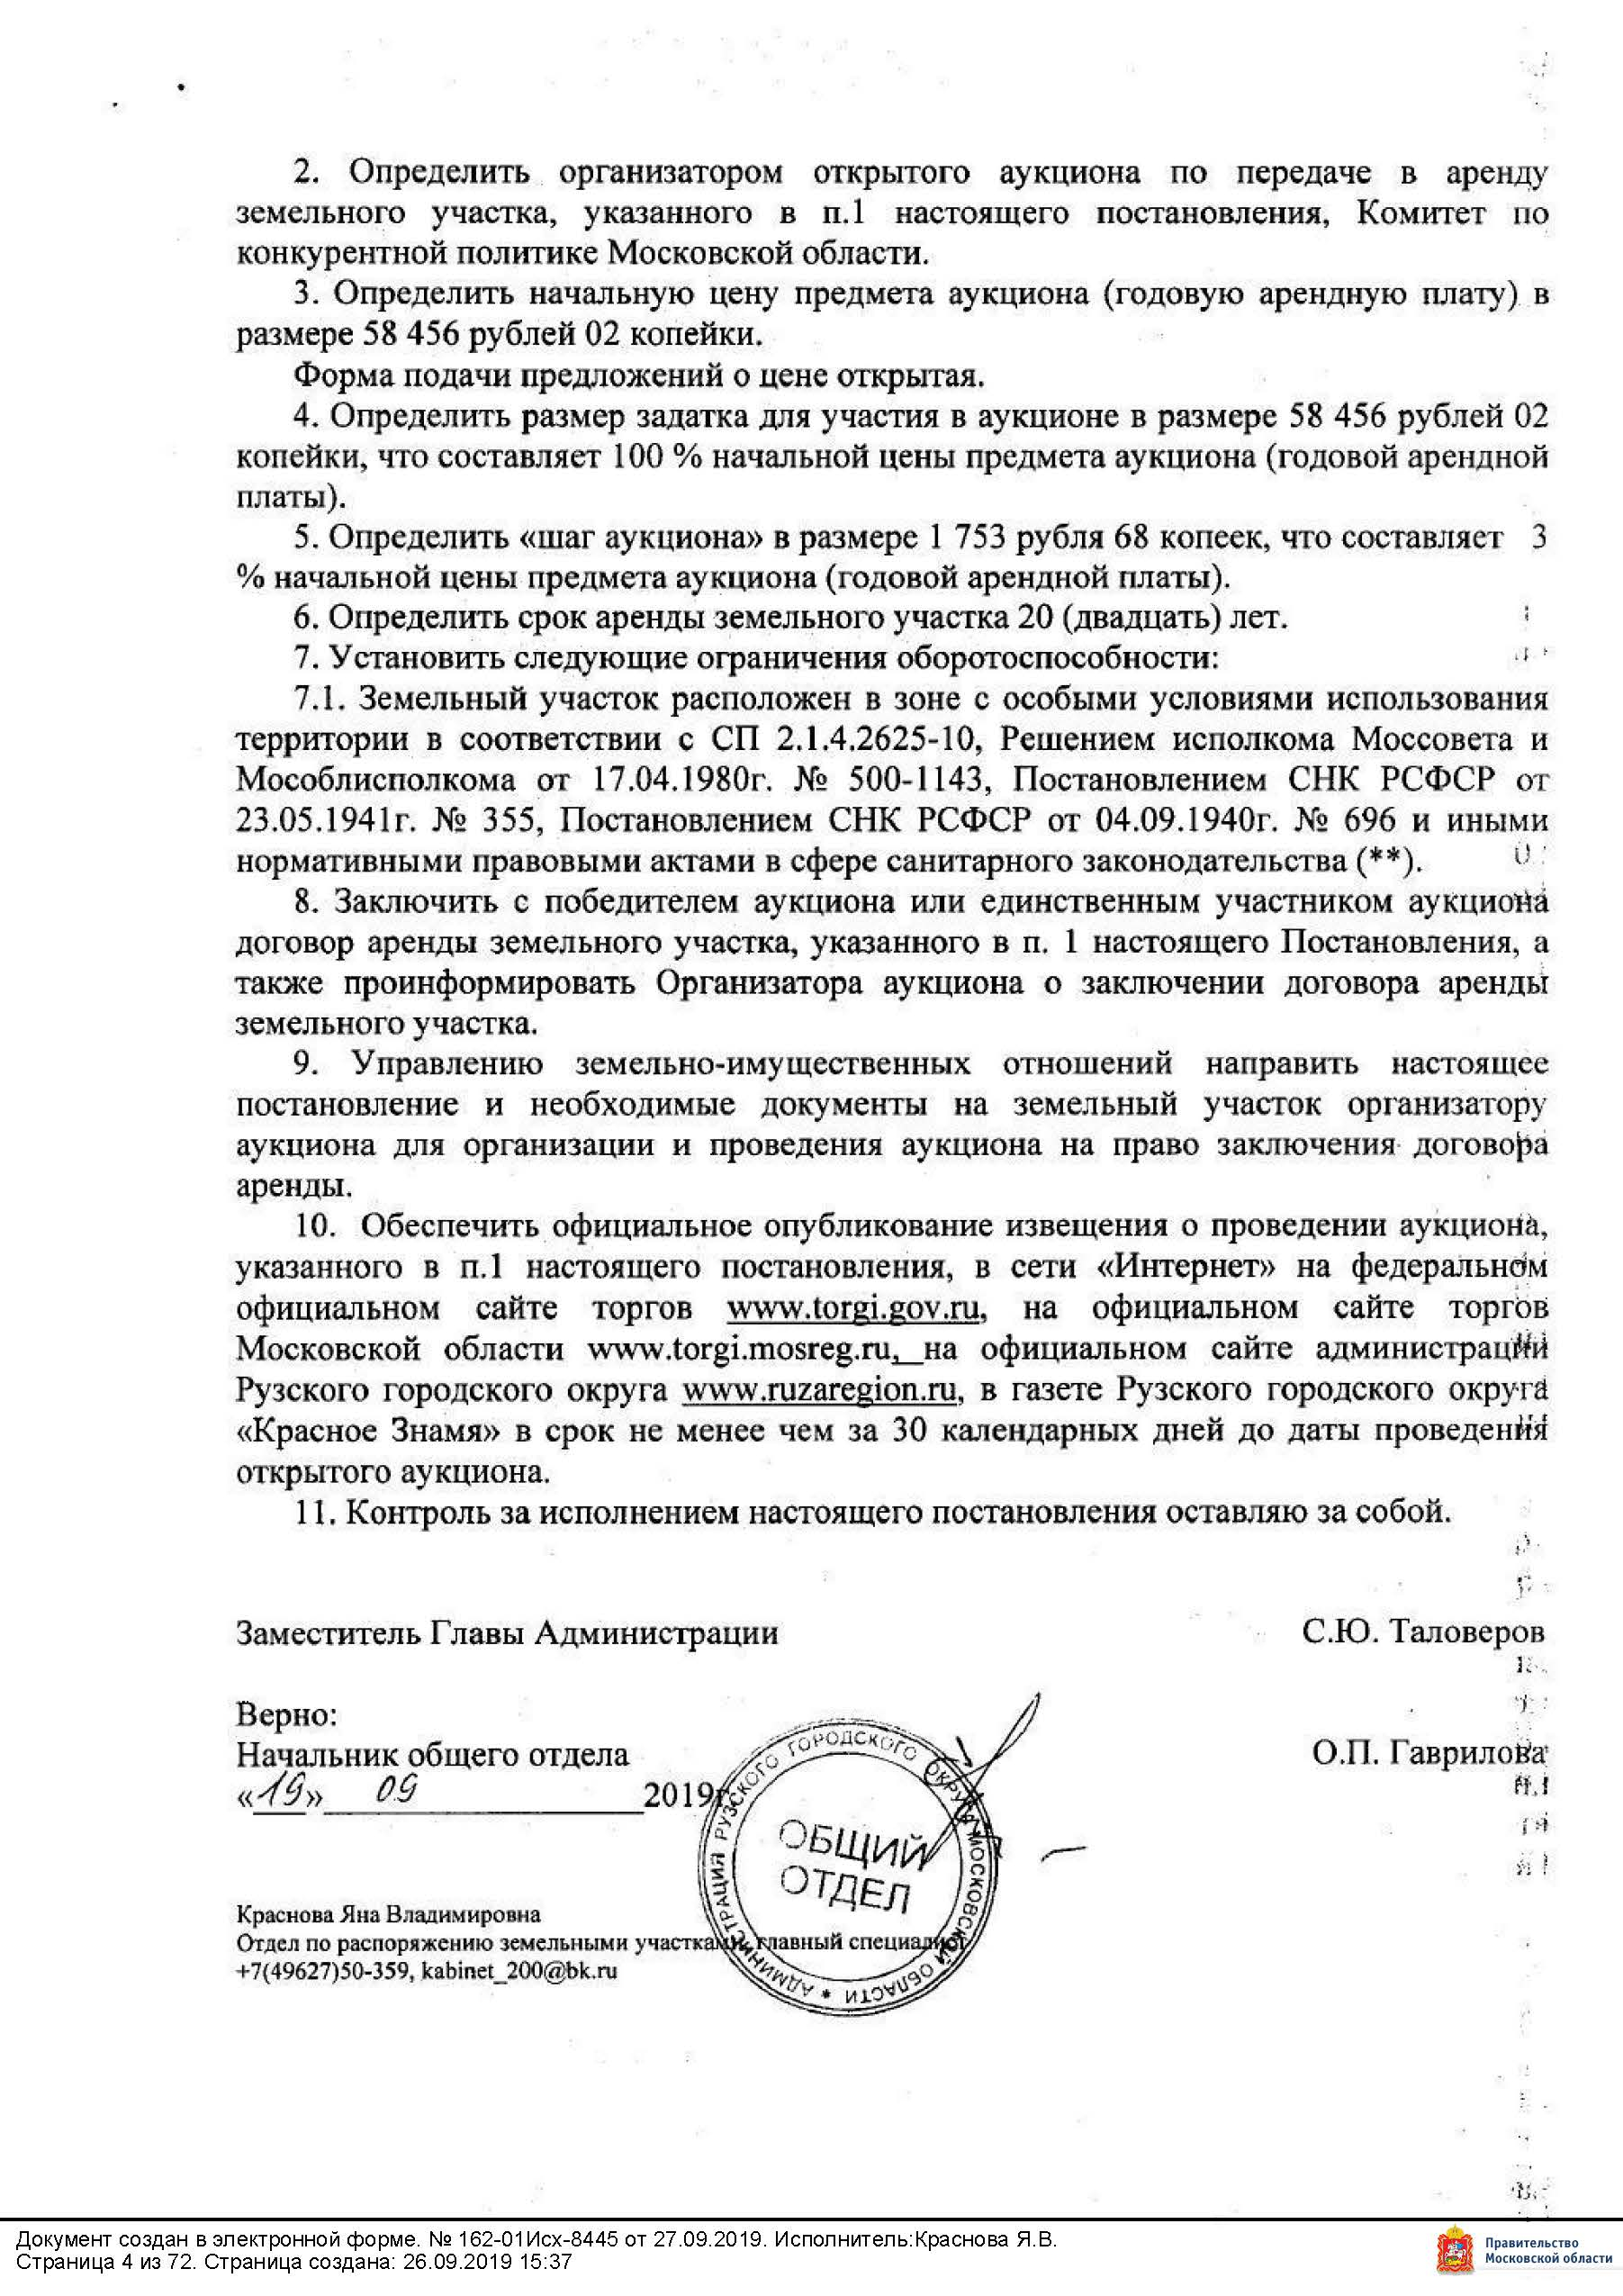 2. Определить организатором открытого аукциона по передаче в аренду
земельного участка, указанного в п.1 настоящего постановления, Комитет по
конкурентной политике Московской области.
3. Определить начальную цену предмета аукциона (годовую арендную плату) в
размере 58 456 рублей 02 копейки.
Форма подачи предложений о цене открытая.
4. Определить размер задатка для участия в аукционе в размере 58 456 рублей 02
копейки, что составляет 100 % начальной цены предмета аукциона (годовой арендной
платы).
5. Определить «шаг аукциона» в размере 1 753 рубля 68 копеек, что составляет 3
% начальной цены предмета аукциона (годовой арендной платы).
6. Определить срок аренды земельного участка 20 (двадцать) лет.
7. Установить следующие ограничения оборотоспособности:
7.1. Земельный участок расположен в зоне с особыми условиями использования
территории в соответствии с СП 2.1.4.2625-10, Решением исполкома Моссовета и
Мособлисполкома от 17.04.1980г. № 500-1143, Постановлением СНК РСФСР от
23.05.1941г. № 355, Постановлением СНК РСФСР от 04.09.1940г. № 696 и иными
нормативными правовыми актами в сфере санитарного законодательства (**).
8. Заключить с победителем аукциона или единственным участником аукциона
договор аренды земельного участка, указанного в п. 1 настоящего Постановления, а
также проинформировать Организатора аукциона о заключении договора аренды
земельного участка.
9. Управлению земельно-имущественных отношений направить настоящее
постановление и необходимые документы на земельный участок организатору
аукциона для организации и проведения аукциона на право заключения договора
аренды.
10. Обеспечить официальное опубликование извещения о проведении аукциона,
указанного в п.1 настоящего постановления, в сети «Интернет» на федеральном
официальном сайте торгов www.torgi.gov.ru, на официальном сайте торгов
Московской области www.torgi.mosreg.ru, на официальном сайте администрации
Рузского городского округа www.ruzaregion.ru, в газете Рузского городского округа
«Красное Знамя» в срок не менее чем за 30 календарных дней до даты проведения
открытого аукциона.
11. Контроль за исполнением настоящего постановления оставляю за собой.
Заместитель Главы Администрации С.Ю. Таловеров
Верно:
Начальник общего отдела О.П. Гаврилова
«19» 09 2019г.
АДМИНИСТРАЦИЯ РУЗСКОГО ГОРОДСКОГО ОКРУГА МОСКОВСКОЙ ОБЛАСТИ *
ОБЩИЙ
ОТДЕЛ
Краснова Яна Владимировна
Отдел по распоряжению земельными участками, главный специалист
+7(49627)50-359, kabinet_200@bk.ru
Документ создан в электронной форме. № 162-01Исх-8445 от 27.09.2019. Исполнитель:Краснова Я.В.
Страница 4 из 72. Страница создана: 26.09.2019 15:37
Правительство
Московской области